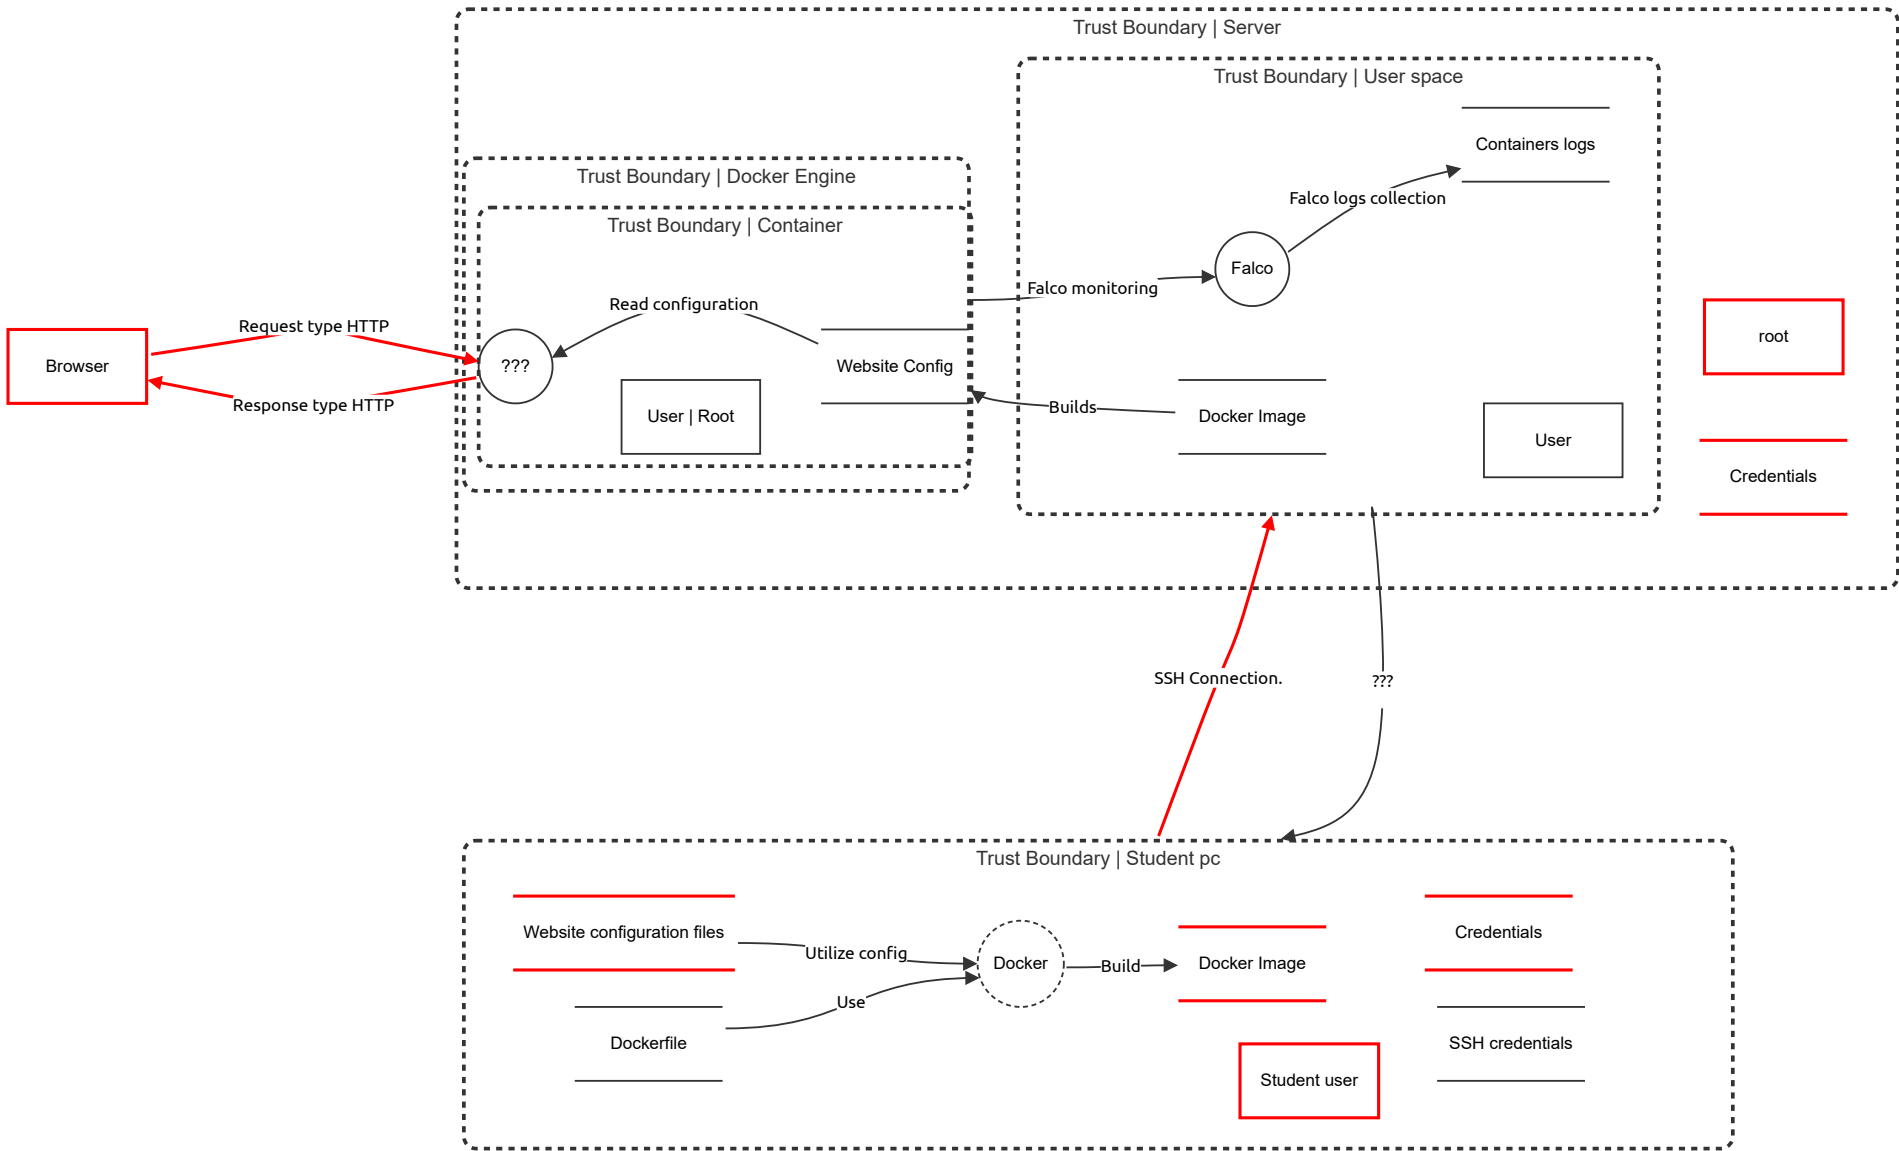 Trust Boundary | Server
Trust Boundary | User space
Containers logs
Trust Boundary | Docker Engine
Falco logs collection
Trust Boundary | Container
Falco
Falco monitoring
Read configuration
Request type HTTP
root
Browser
???
Website Config
Response type HTTP
Builds
User | Root
Docker Image
User
Credentials
SSH Connection.
???
Trust Boundary | Student pc
Website configuration files
Credentials
Utilize config
Docker
Build
Docker Image
Use
Dockerfile
SSH credentials
Student user